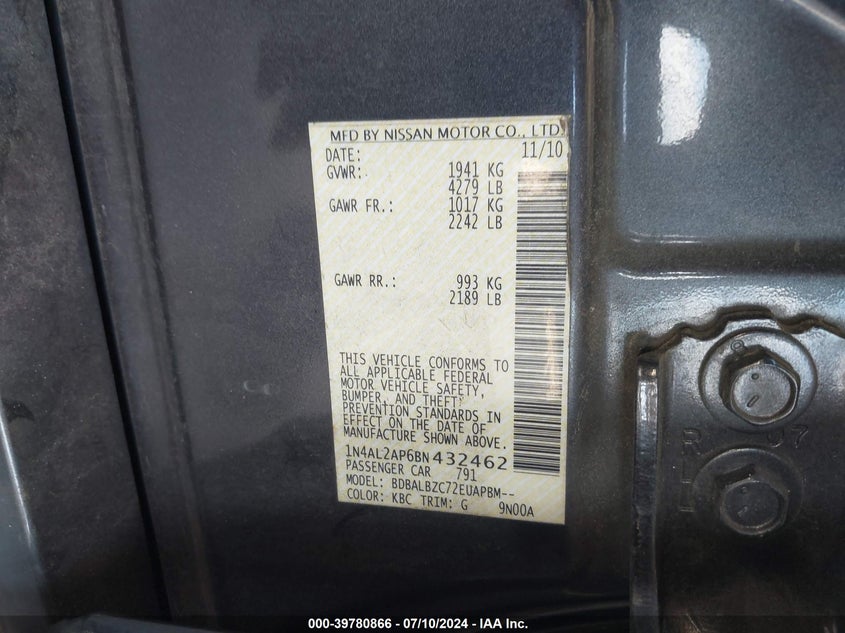 MFD BY NISSAN MOTOR CO., LTD.
DATE: 11/10
GVWR: 1941 KG
4279 LB
GAWR FR.: 1017 KG
2242 LB
GAWR RR.: 993 KG
2189 LB
THIS VEHICLE CONFORMS TO
ALL APPLICABLE FEDERAL
MOTOR VEHICLE SAFETY,
BUMPER, AND THEFT
PREVENTION STANDARDS IN
EFFECT ON THE DATE OF
MANUFACTURE SHOWN ABOVE.
1N4AL2AP6BN432462
PASSENGER CAR 791
MODEL: BDBALBZC72EUAPBM--
COLOR: KBC TRIM: G 9N00A
000-39780866 - 07/10/2024 - IAA Inc.